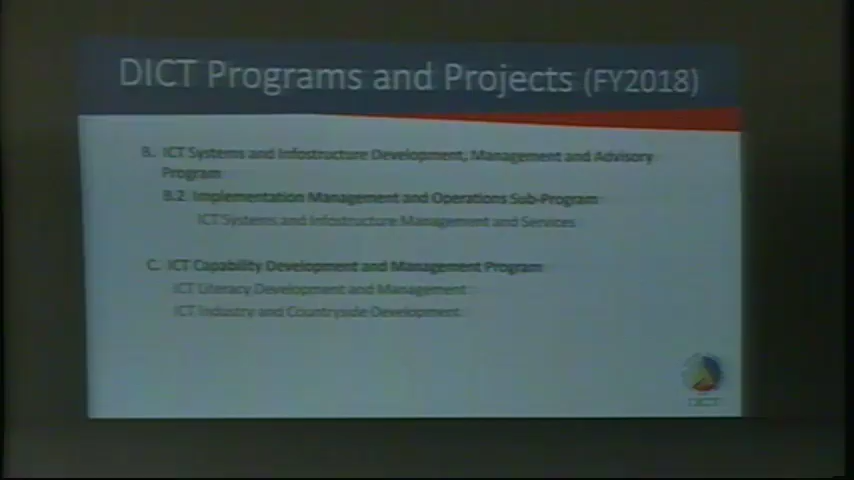 DICT Programs and Projects (FY2018)
B. ICT Systems and Infostructure Development, Management and Advisory
Program
B.2 Implementation Management and Operations Sub-Program
ICT Systems and Infostructure Management and Services
C. ICT Capability Development and Management Program
ICT Literacy Development and Management
ICT Industry and Countryside Development
DICT